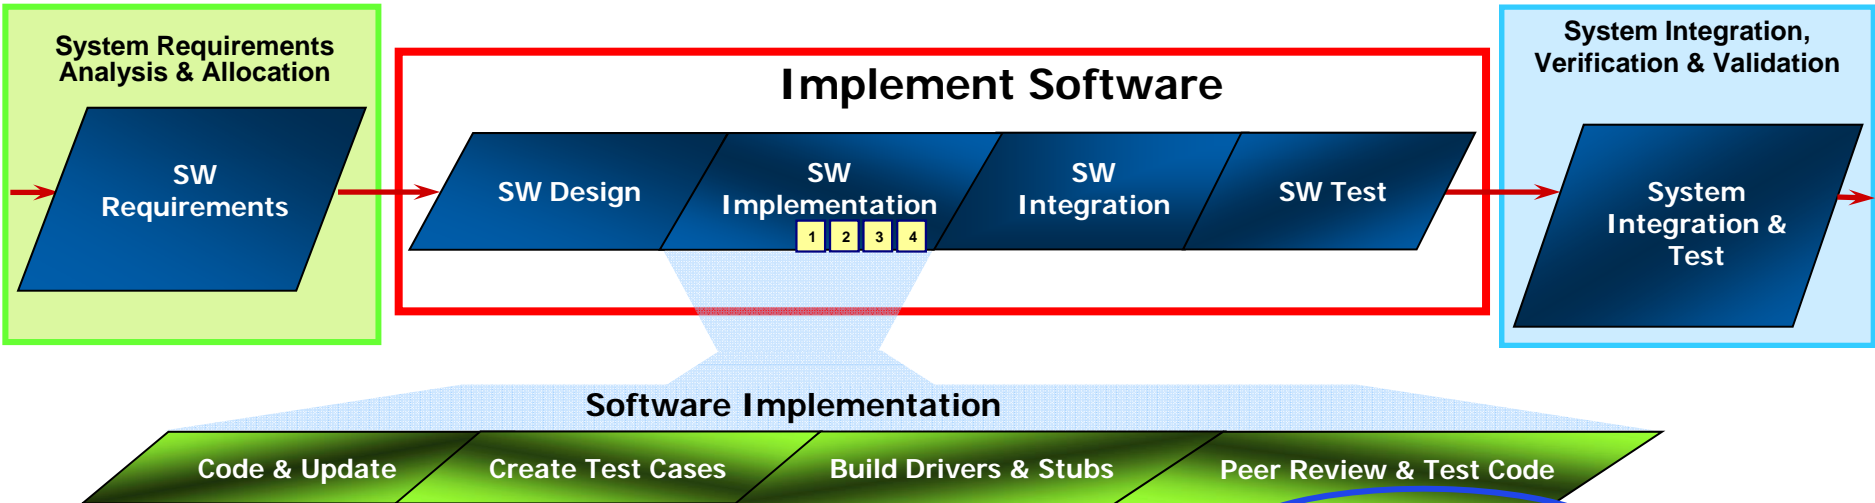 System Requirements
Analysis & Allocation
SW
Requirements
Implement Software
SW Design
SW
Implementation
1 2 3 4
SW
Integration
SW Test
System Integration,
Verification & Validation
System
Integration &
Test
Software Implementation
Code & Update
Create Test Cases
Build Drivers & Stubs
Peer Review & Test Code